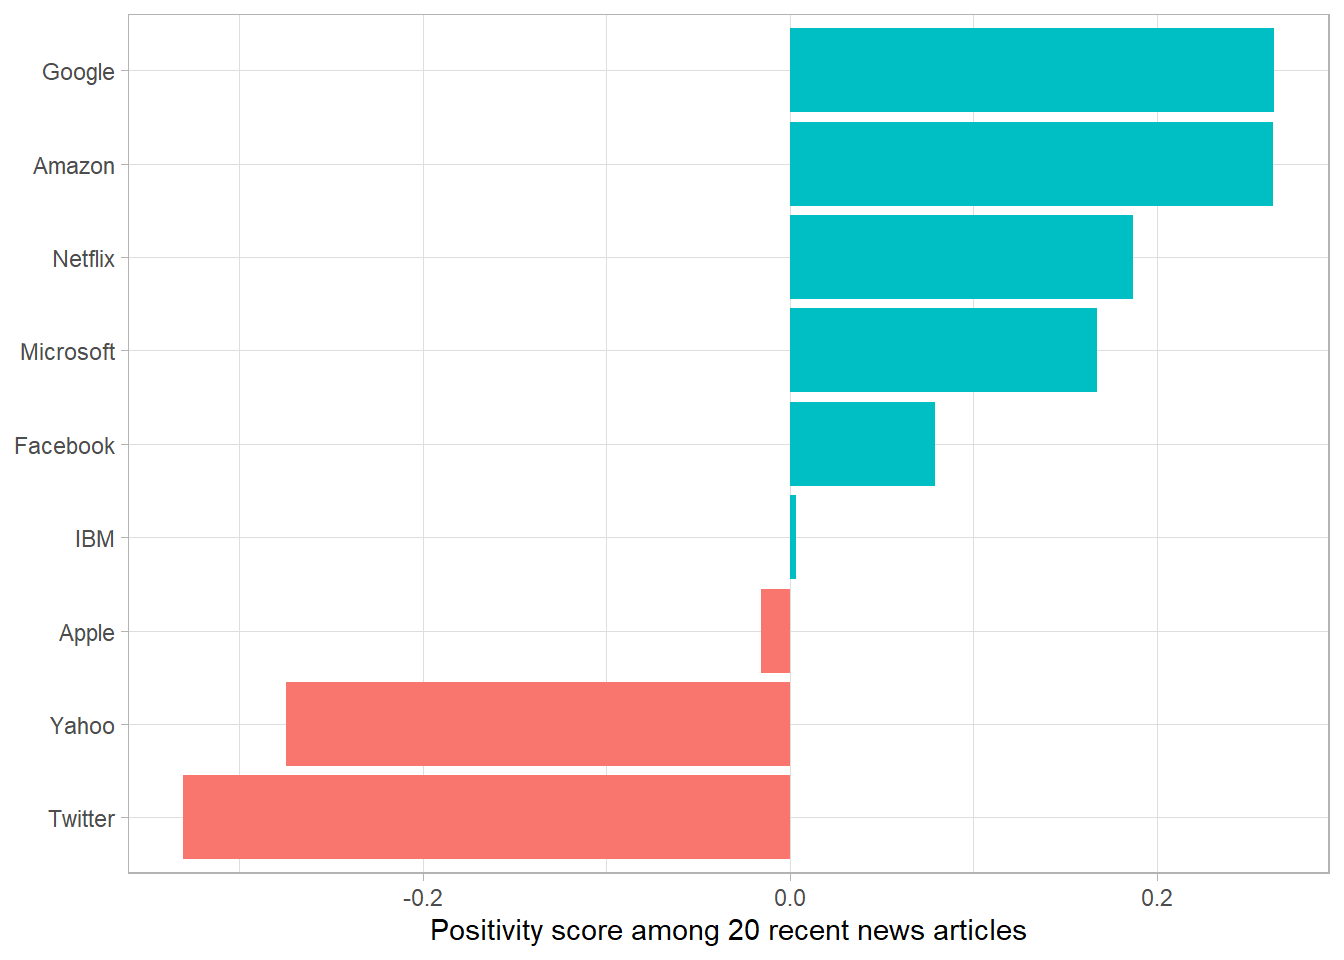 Google
Amazon
Netflix
Microsoft
Facebook
IBM
Apple
Yahoo
Twitter
-0.2 0.0 0.2
Positivity score among 20 recent news articles